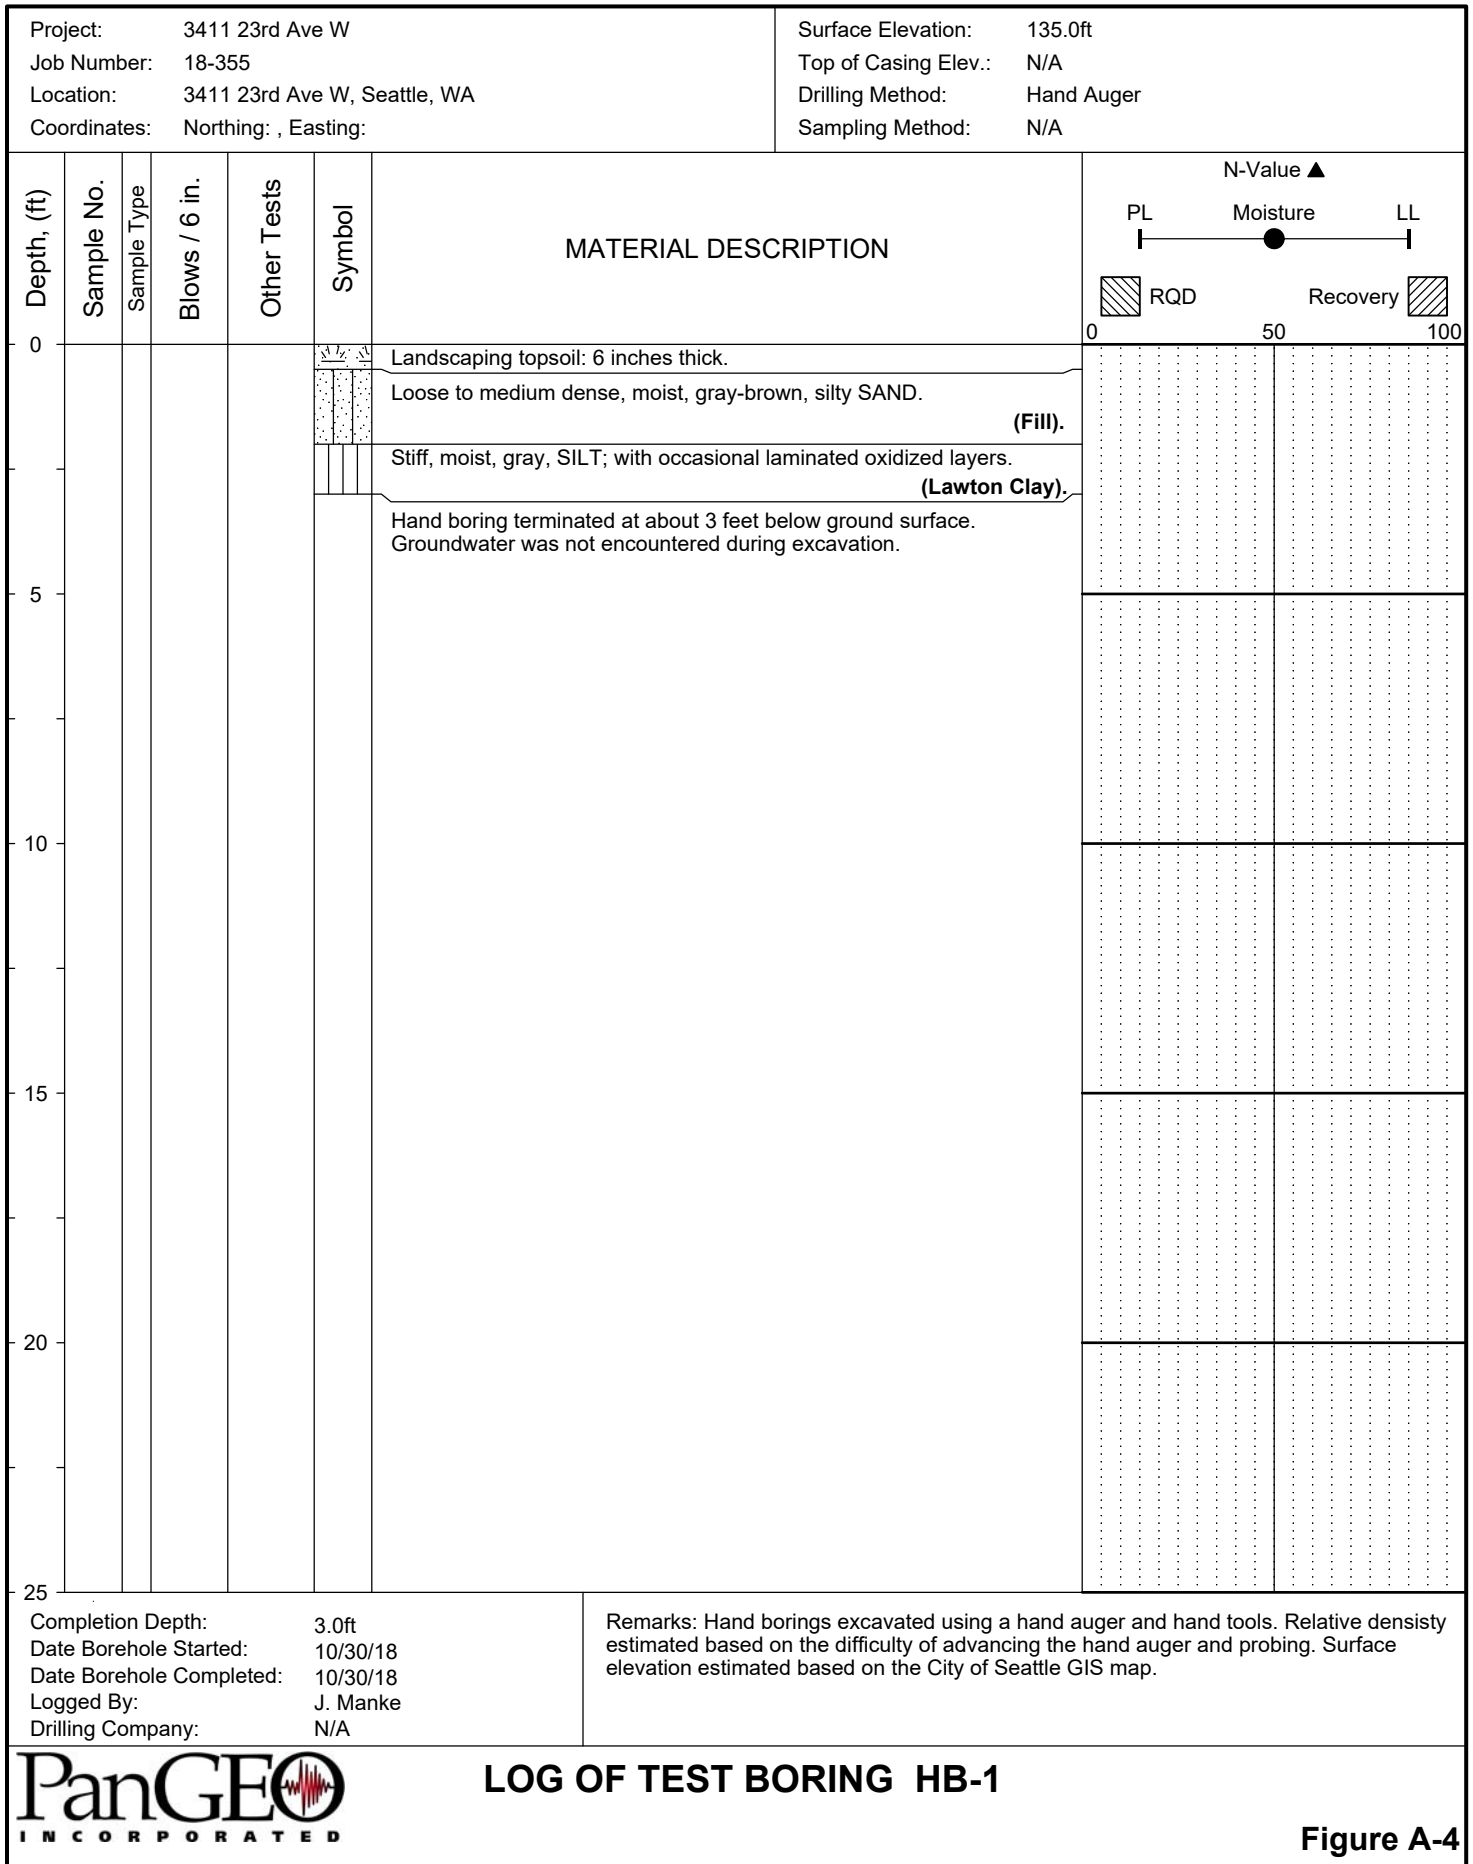 Project: 3411 23rd Ave W
Job Number: 18-355
Location: 3411 23rd Ave W, Seattle, WA
Coordinates: Northing: , Easting:
Surface Elevation: 135.0ft
Top of Casing Elev.: N/A
Drilling Method: Hand Auger
Sampling Method: N/A
Depth, (ft)
Sample No.
Sample Type
Blows / 6 in.
Other Tests
Symbol
MATERIAL DESCRIPTION
N-Value ▲
PL Moisture LL
RQD Recovery
0 50 100
0
Landscaping topsoil: 6 inches thick.
Loose to medium dense, moist, gray-brown, silty SAND.
(Fill).
Stiff, moist, gray, SILT; with occasional laminated oxidized layers.
(Lawton Clay).
Hand boring terminated at about 3 feet below ground surface.
Groundwater was not encountered during excavation.
5
10
15
20
25
Completion Depth: 3.0ft
Date Borehole Started: 10/30/18
Date Borehole Completed: 10/30/18
Logged By: J. Manke
Drilling Company: N/A
Remarks: Hand borings excavated using a hand auger and hand tools. Relative densisty
estimated based on the difficulty of advancing the hand auger and probing. Surface
elevation estimated based on the City of Seattle GIS map.
PanGEO
INCORPORATED
LOG OF TEST BORING HB-1
Figure A-4